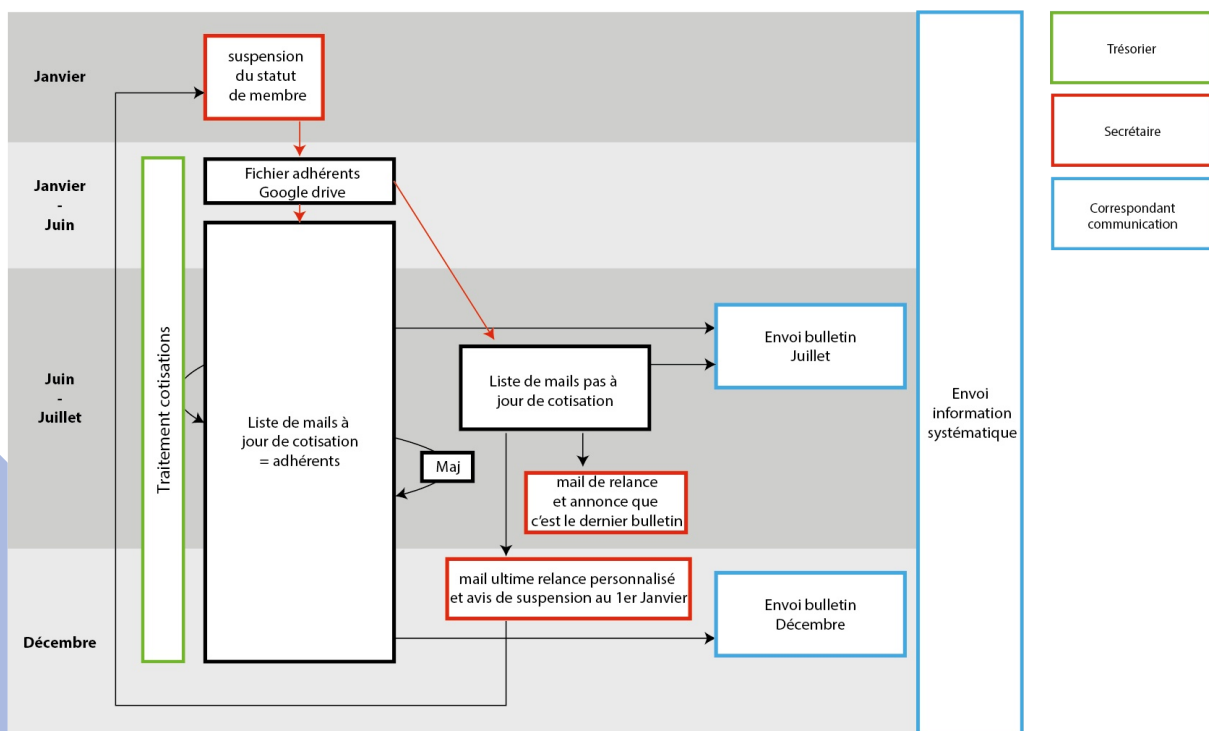 Janvier
suspension
du statut
de membre
Trésorier
Secrétaire
Correspondant
communication
Janvier
-
Juin
Fichier adhérents
Google drive
Juin
-
Juillet
Traitement cotisations
Liste de mails à
jour de cotisation
= adhérents
Maj
Liste de mails pas à
jour de cotisation
Envoi bulletin
Juillet
mail de relance
et annonce que
c'est le dernier bulletin
Envoi
information
systématique
Décembre
mail ultime relance personnalisé
et avis de suspension au 1er Janvier
Envoi bulletin
Décembre